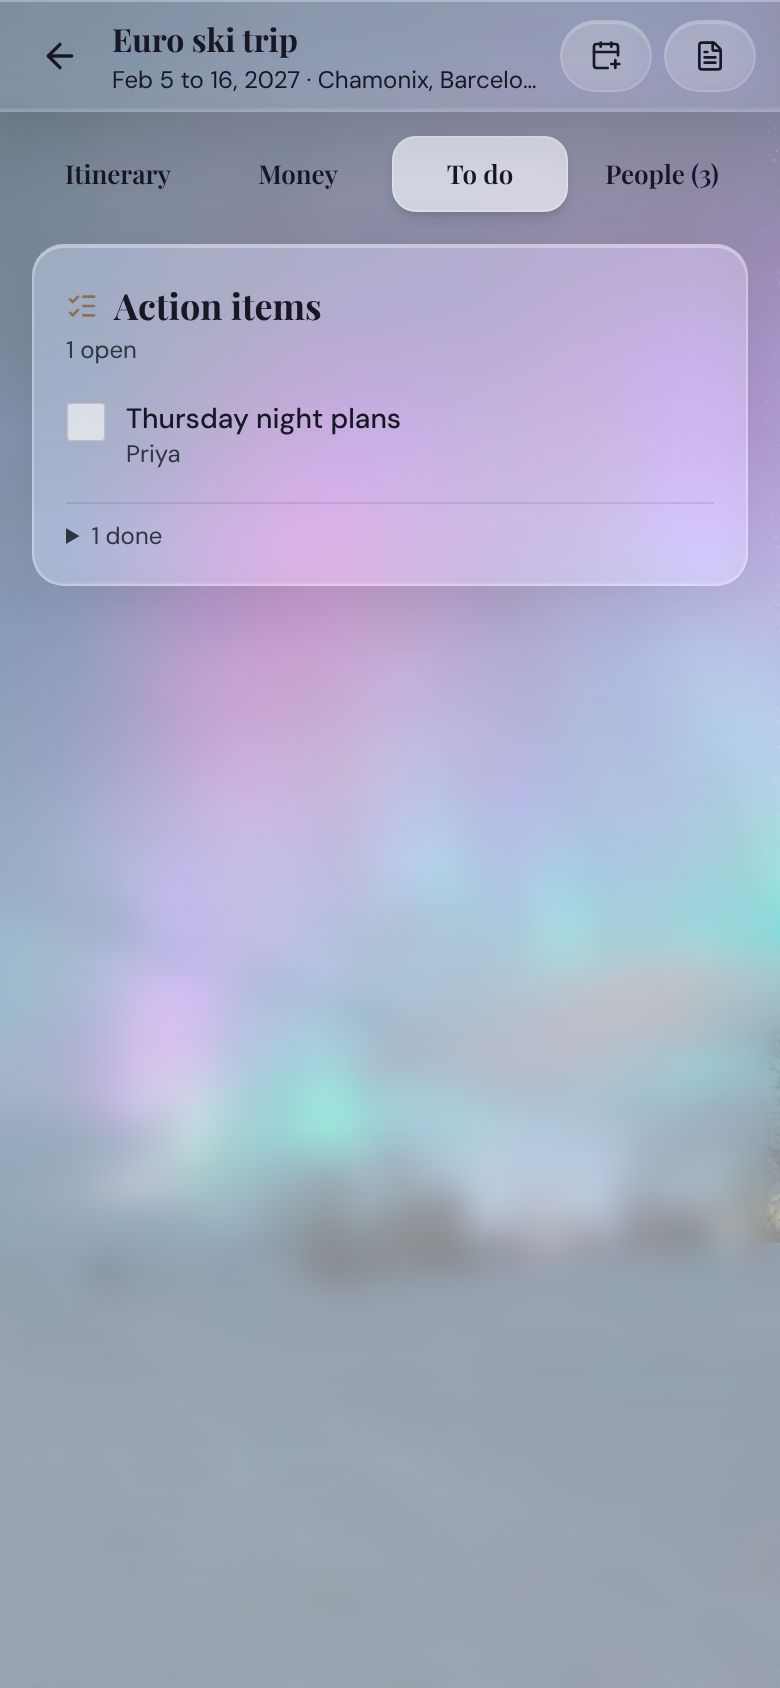 Euro ski trip
Feb 5 to 16, 2027 · Chamonix, Barcelo...
Itinerary
Money
To do
People (3)
Action items
1 open
Thursday night plans
Priya
1 done